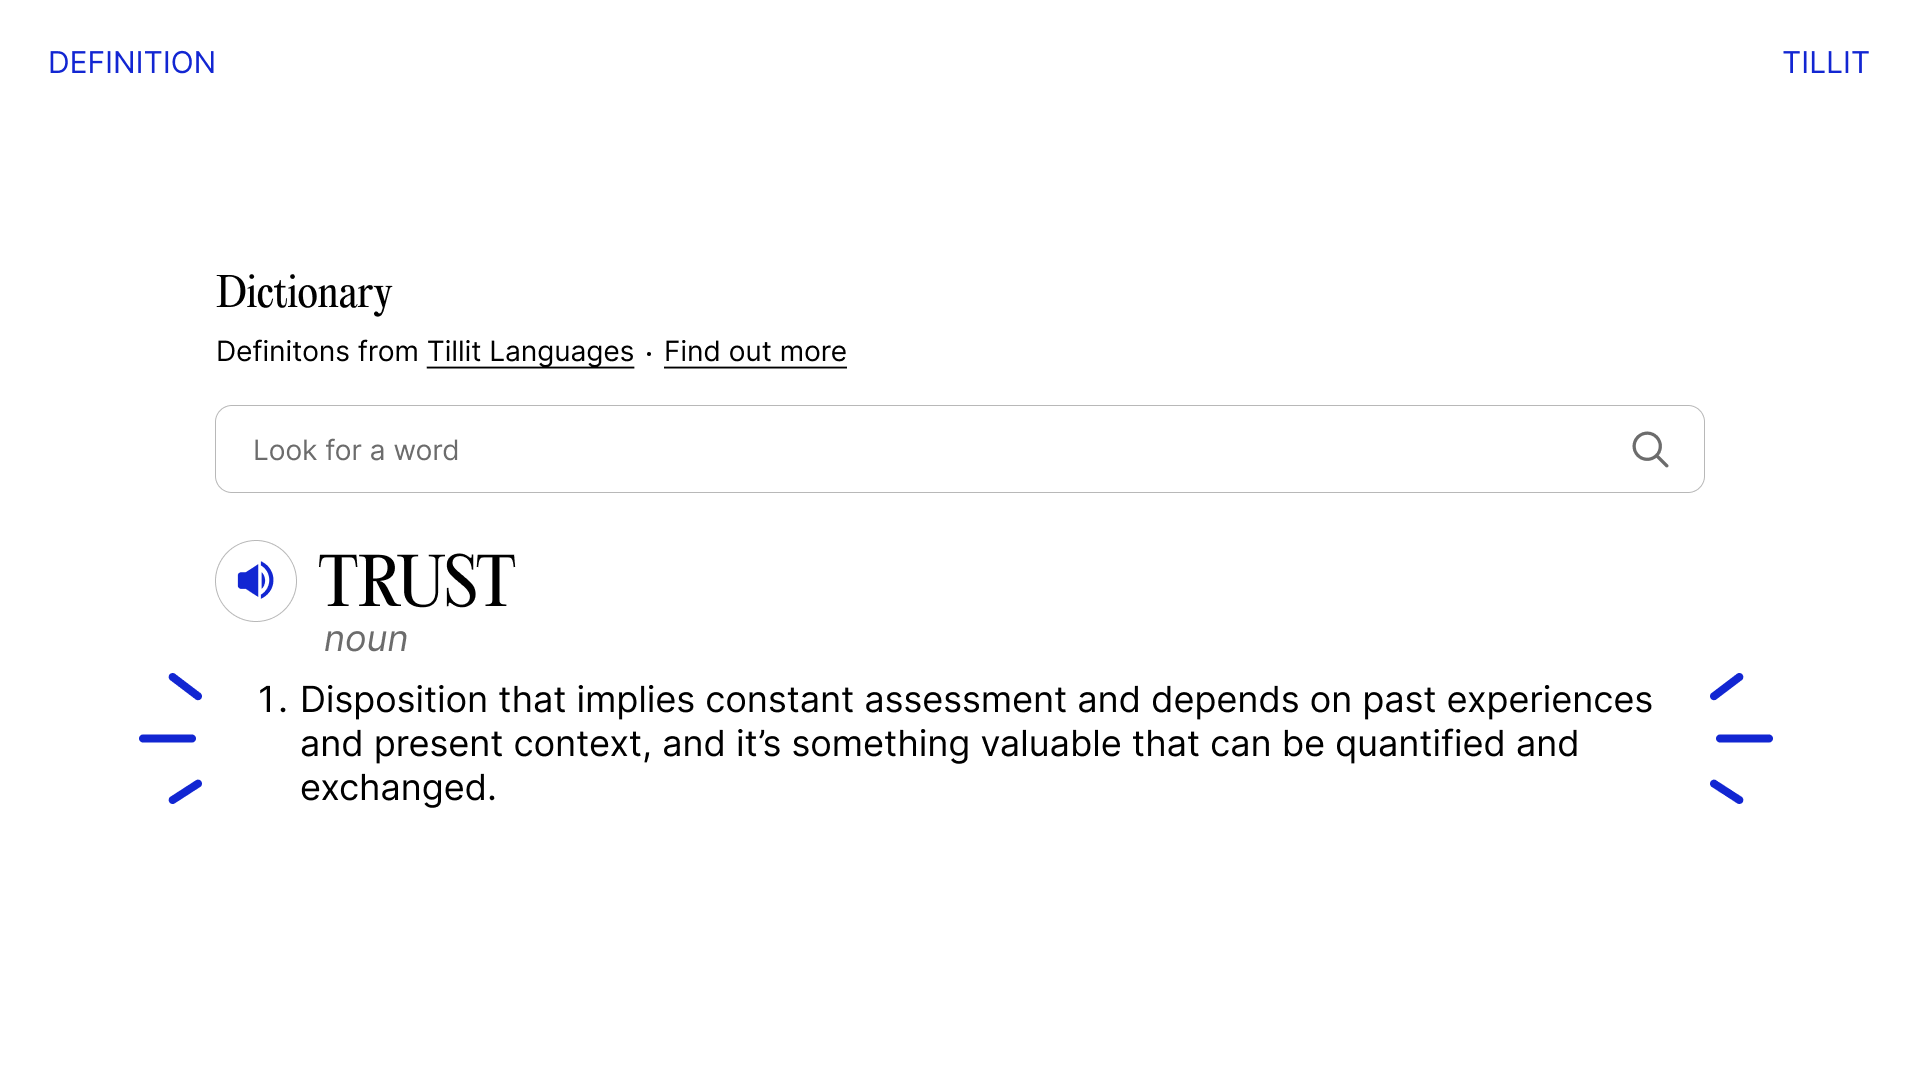 DEFINITION
TILLIT
Dictionary
Definitons from Tillit Languages · Find out more
Look for a word
TRUST
noun
1. Disposition that implies constant assessment and depends on past experiences
and present context, and it’s something valuable that can be quantified and
exchanged.